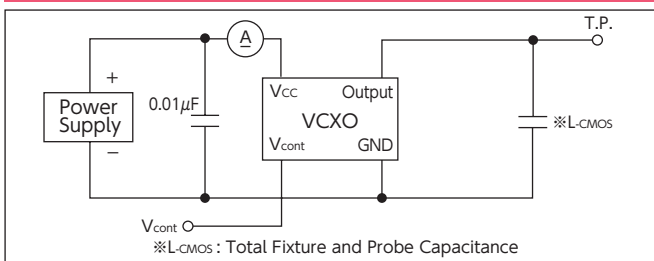 T.P.
A
+
Power
Supply
−
0.01μF
Vcc Output
VCXO
Vcont GND
※L-CMOS
Vcont
※L-CMOS : Total Fixture and Probe Capacitance